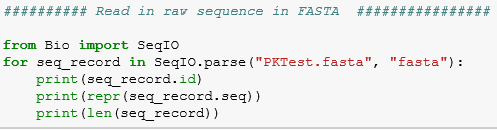 ########## Read in raw sequence in FASTA  ################
from Bio import SeqIO
for seq_record in SeqIO.parse("PKTest.fasta", "fasta"):
    print(seq_record.id)
    print(repr(seq_record.seq))
    print(len(seq_record))